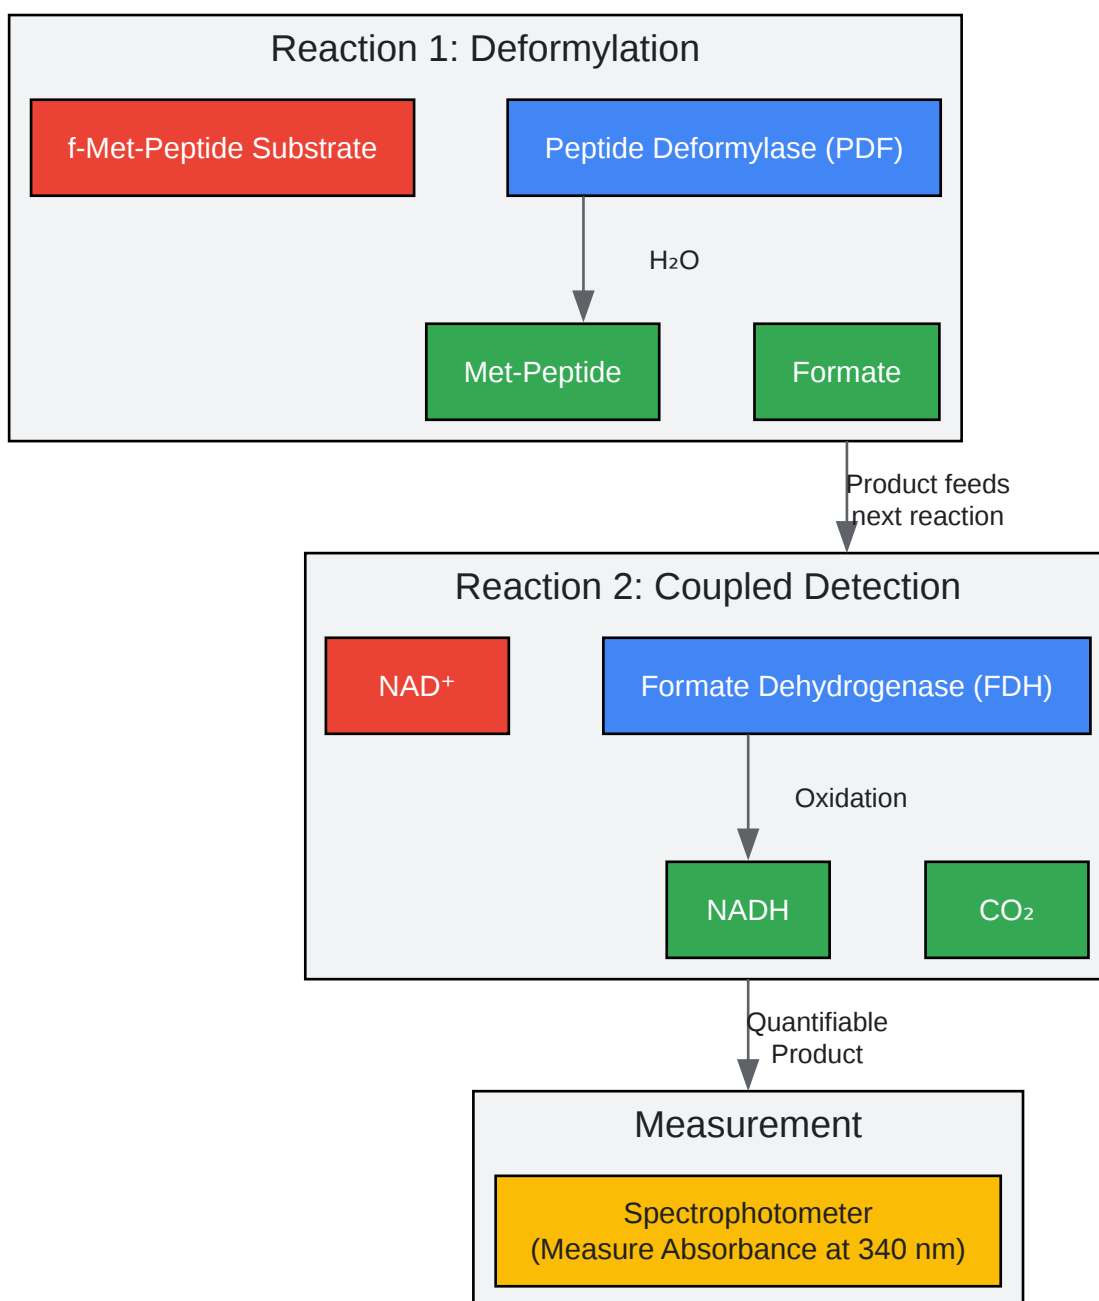 Reaction 1: Deformylation
f-Met-Peptide Substrate
Peptide Deformylase (PDF)
H₂O
Met-Peptide
Formate
Product feeds
next reaction
Reaction 2: Coupled Detection
NAD⁺
Formate Dehydrogenase (FDH)
Oxidation
NADH
CO₂
Quantifiable
Product
Measurement
Spectrophotometer
(Measure Absorbance at 340 nm)